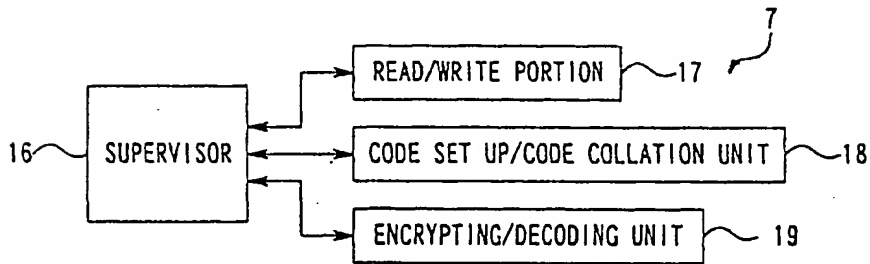 7
READ/WRITE PORTION 17
16 SUPERVISOR
CODE SET UP/CODE COLLATION UNIT 18
ENCRYPTING/DECODING UNIT 19